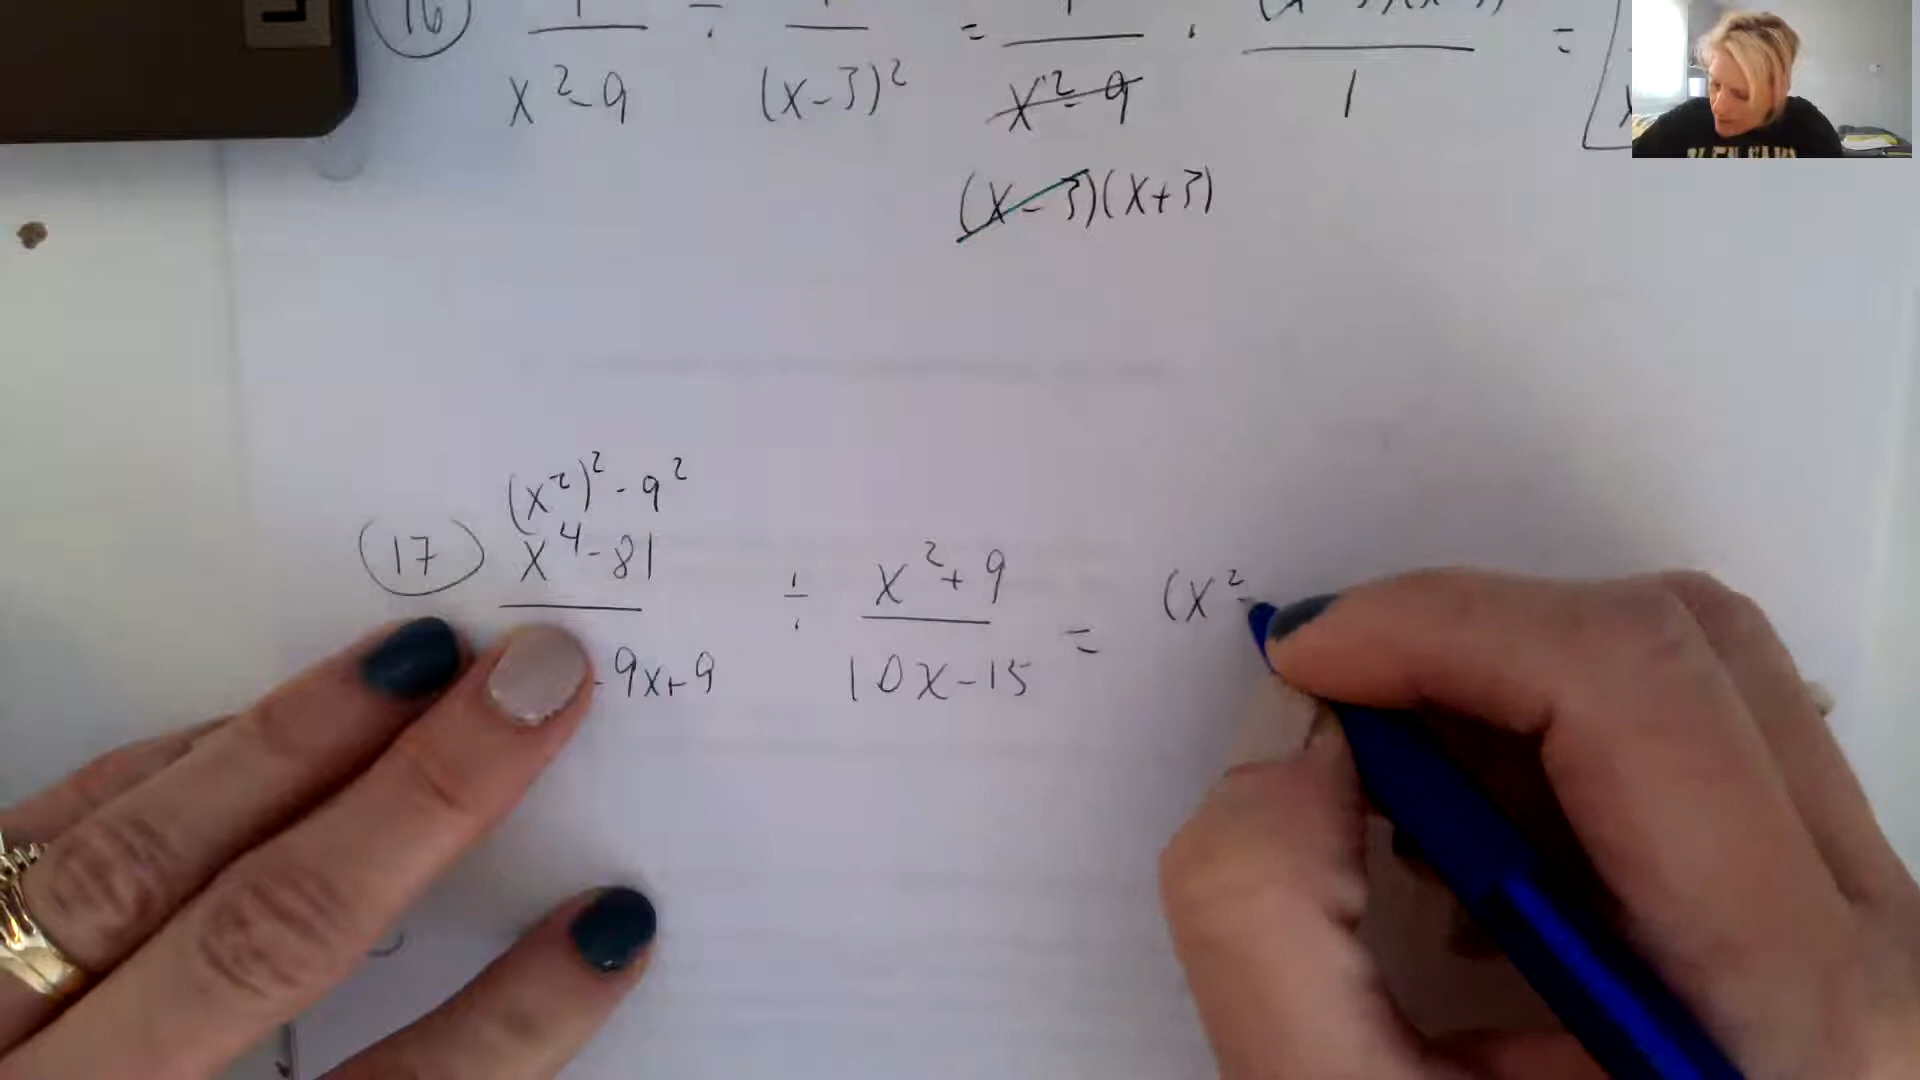 16 ÷ =
x²-9 (x-3)² x²-9 · 1
(x-3)(x+3)
(x²)²-9²
17 x⁴-81 ÷ x²+9 = (x²-
-9x+9 10x-15